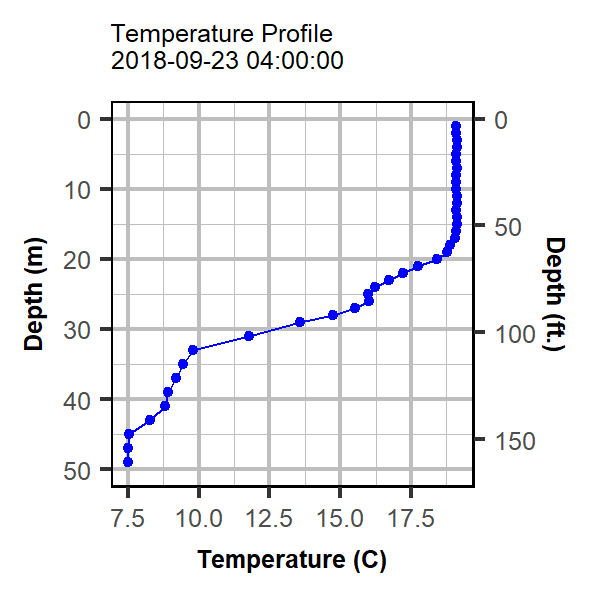 Temperature Profile
2018-09-23 04:00:00
0
10
20
30
40
50
Depth (m)
0
50
100
150
Depth (ft.)
7.5 10.0 12.5 15.0 17.5
Temperature (C)